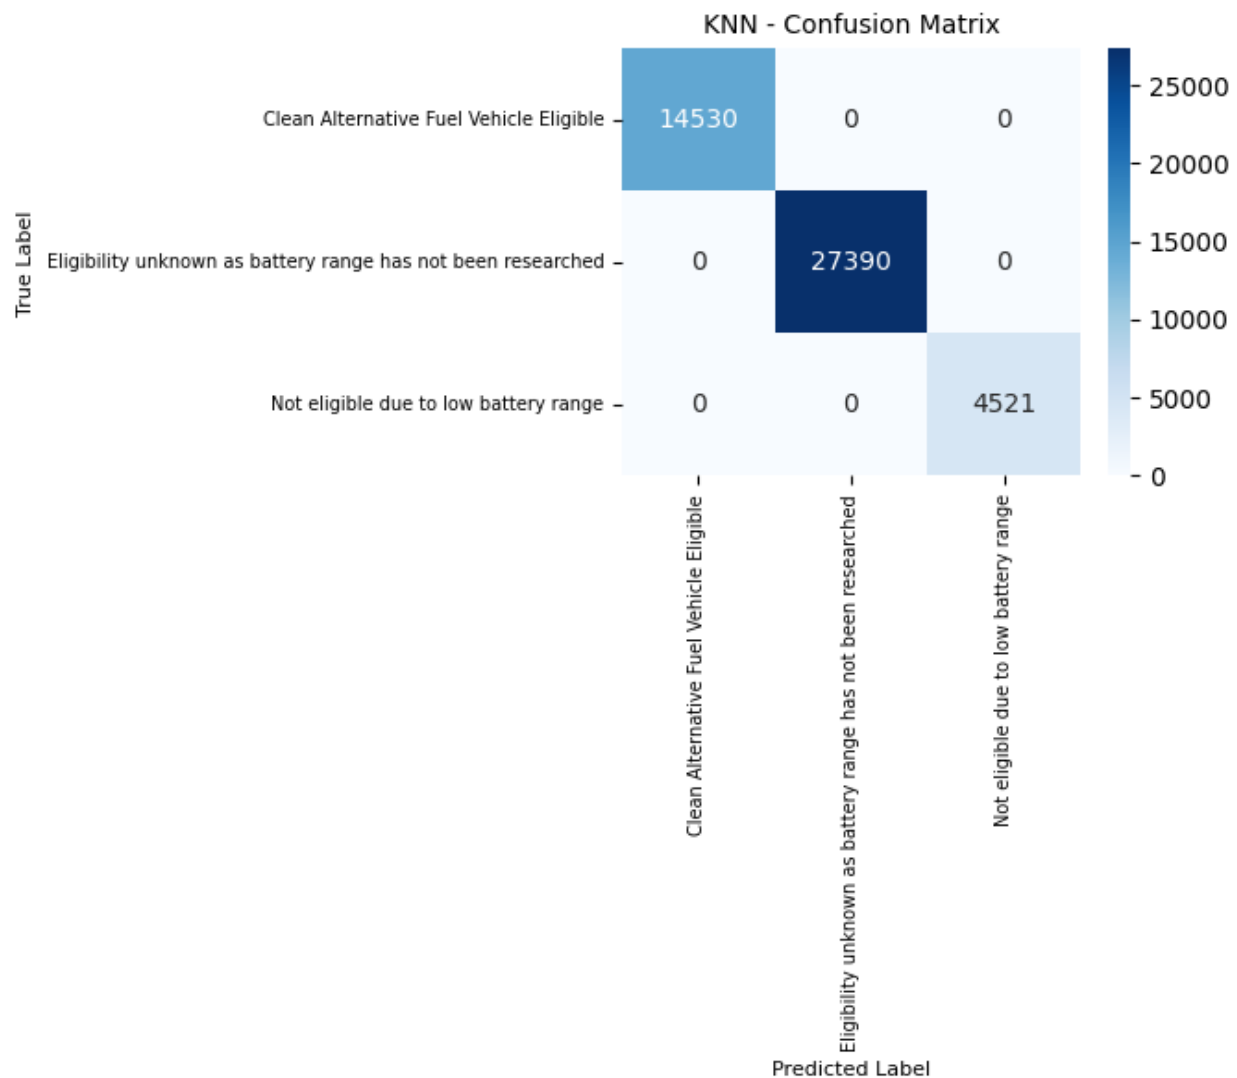 KNN - Confusion Matrix
True Label
Clean Alternative Fuel Vehicle Eligible
14530 0 0
Eligibility unknown as battery range has not been researched
0 27390 0
Not eligible due to low battery range
0 0 4521
25000
20000
15000
10000
5000
0
Clean Alternative Fuel Vehicle Eligible
Eligibility unknown as battery range has not been researched
Not eligible due to low battery range
Predicted Label